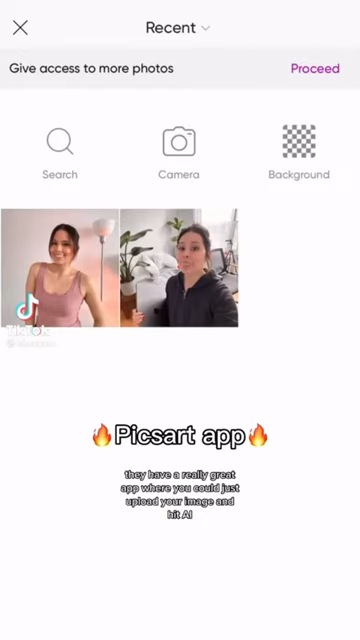 Recent
Give access to more photos
Proceed
Search
Camera
Background
TikTok
🔥Picsart app🔥
they have a really great
app where you could just
upload your image and
hit AI